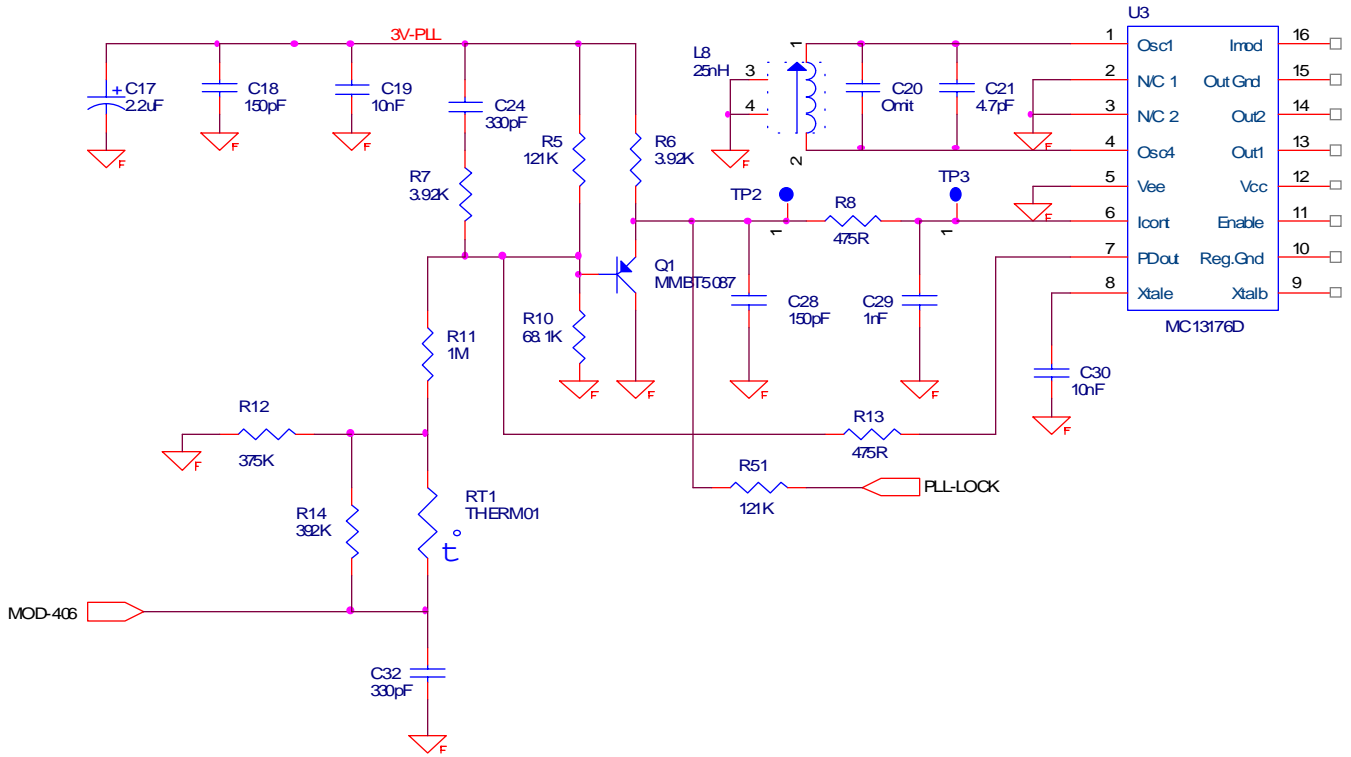 U3
3V-PLL
L8
25nH
1
2
3
4
C17
2.2uF
+
C18
150pF
C19
10nF
C24
330pF
R5
121K
R6
3.92K
C20
Omit
C21
4.7pF
1 Osc1 Imod 16
2 N/C 1 Out Gnd 15
3 N/C 2 Out2 14
4 Osc4 Out1 13
5 Vee Vcc 12
6 Icont Enable 11
7 PDout Reg.Gnd 10
8 Xtale Xtalb 9
MC13176D
R7
3.92K
TP2
1
R8
475R
TP3
1
Q1
MMBT5087
C28
150pF
C29
1nF
R10
68.1K
R11
1M
C30
10nF
R12
375K
R13
475R
R51
121K
PLL-LOCK
R14
392K
RT1
THERM01
t°
MOD-406
C32
330pF
F
F
F
F
F
F
F
F
F
F
F
F
F
F